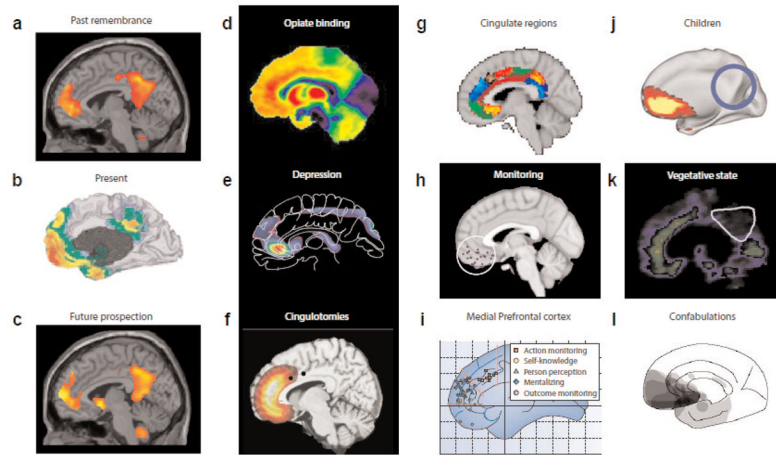 a
Past remembrance
b
Present
c
Future prospection
d
Opiate binding
e
Depression
f
Cingulotomies
g
Cingulate regions
h
Monitoring
i
Medial Prefrontal cortex
Action monitoring
Self-knowledge
Person perception
Mentalizing
Outcome monitoring
j
Children
k
Vegetative state
l
Confabulations